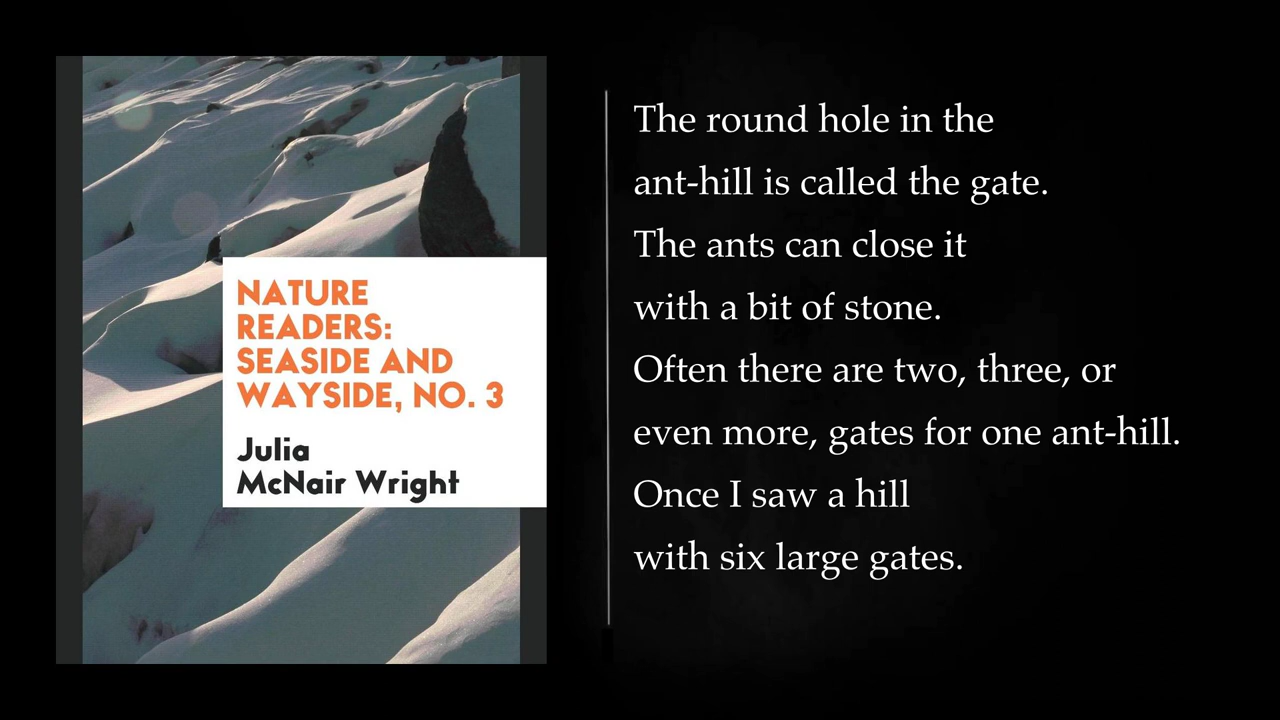 NATURE
READERS:
SEASIDE AND
WAYSIDE, NO. 3
Julia
McNair Wright
The round hole in the
ant-hill is called the gate.
The ants can close it
with a bit of stone.
Often there are two, three, or
even more, gates for one ant-hill.
Once I saw a hill
with six large gates.